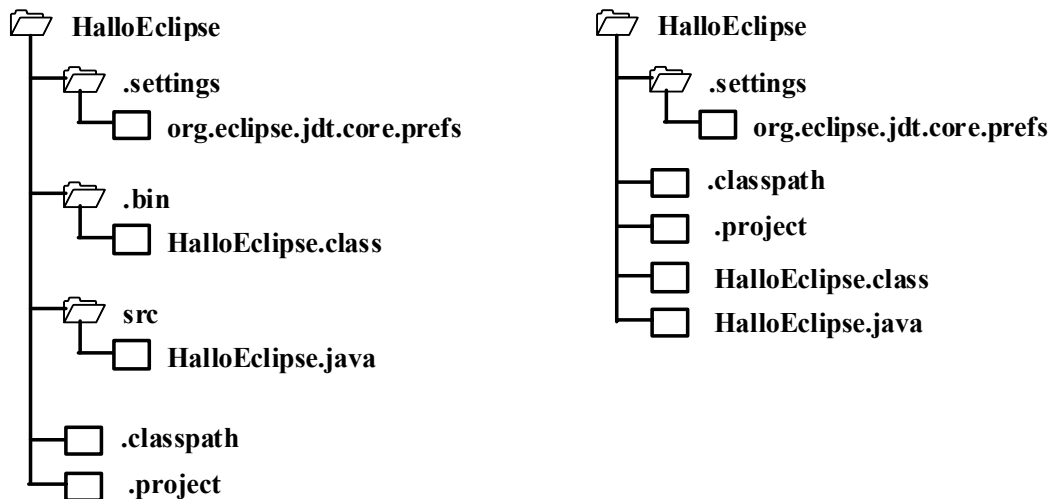 HalloEclipse
.settings
org.eclipse.jdt.core.prefs
.bin
HalloEclipse.class
src
HalloEclipse.java
.classpath
.project
HalloEclipse
.settings
org.eclipse.jdt.core.prefs
.classpath
.project
HalloEclipse.class
HalloEclipse.java